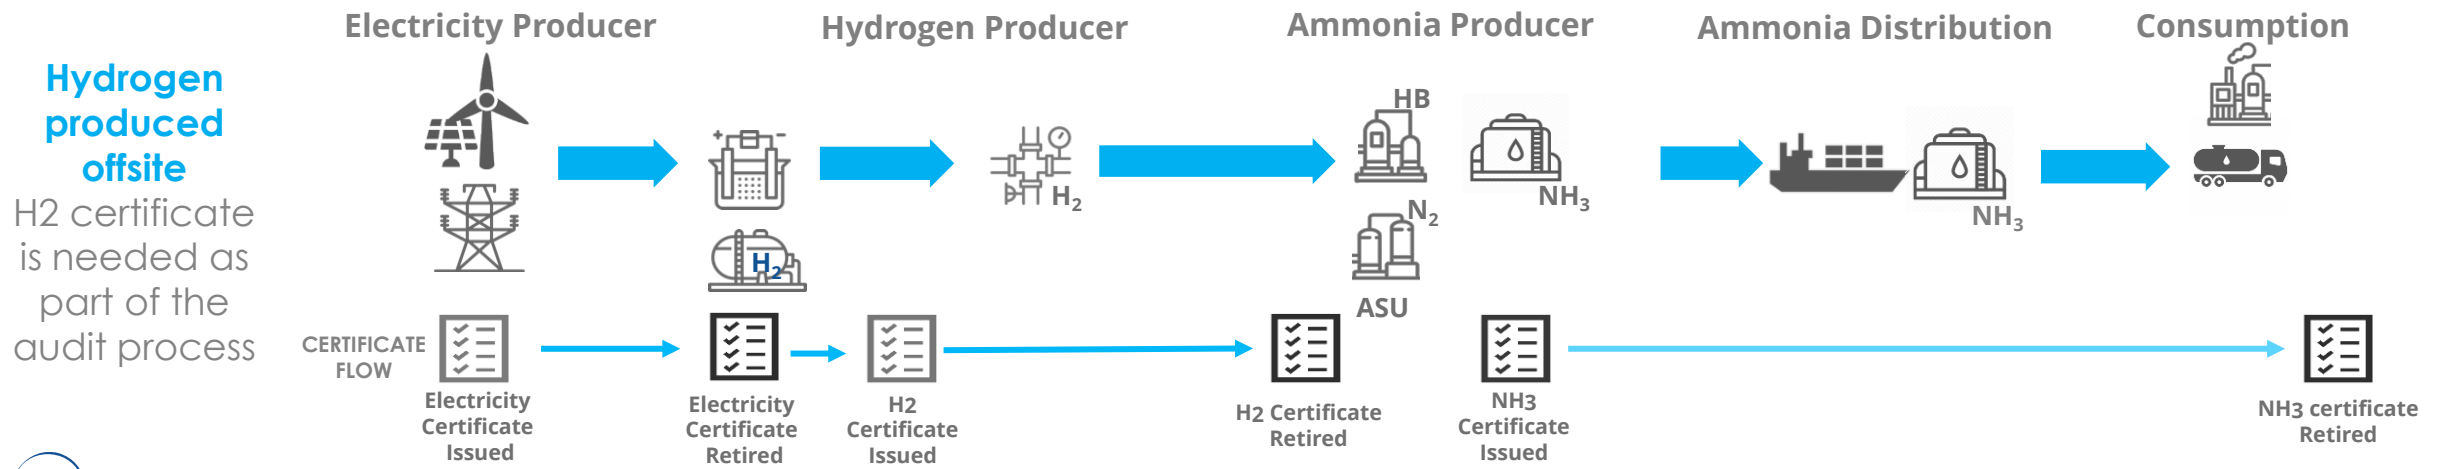 Electricity Producer
Hydrogen Producer
Ammonia Producer
Ammonia Distribution
Consumption
Hydrogen
produced
offsite
H2 certificate
is needed as
part of the
audit process
H2
H2
HB
NH3
N2
ASU
NH3
CERTIFICATE
FLOW
Electricity
Certificate
Issued
Electricity
Certificate
Retired
H2
Certificate
Issued
H2 Certificate
Retired
NH3
Certificate
Issued
NH3 certificate
Retired